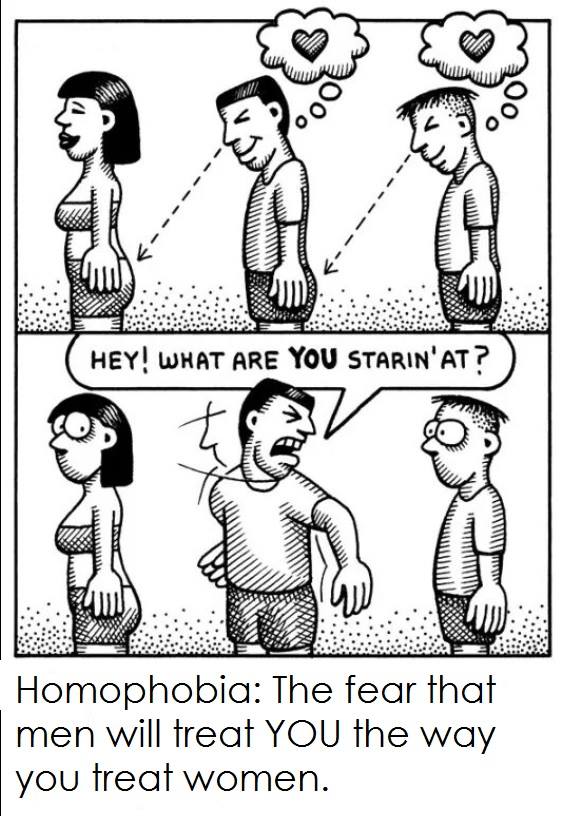 HEY! WHAT ARE YOU STARIN' AT?
Homophobia: The fear that
men will treat YOU the way
you treat women.